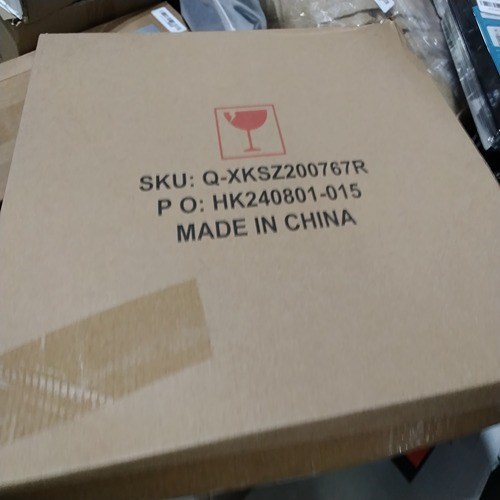 SKU: Q-XKSZ200767R
P O: HK240801-015
MADE IN CHINA